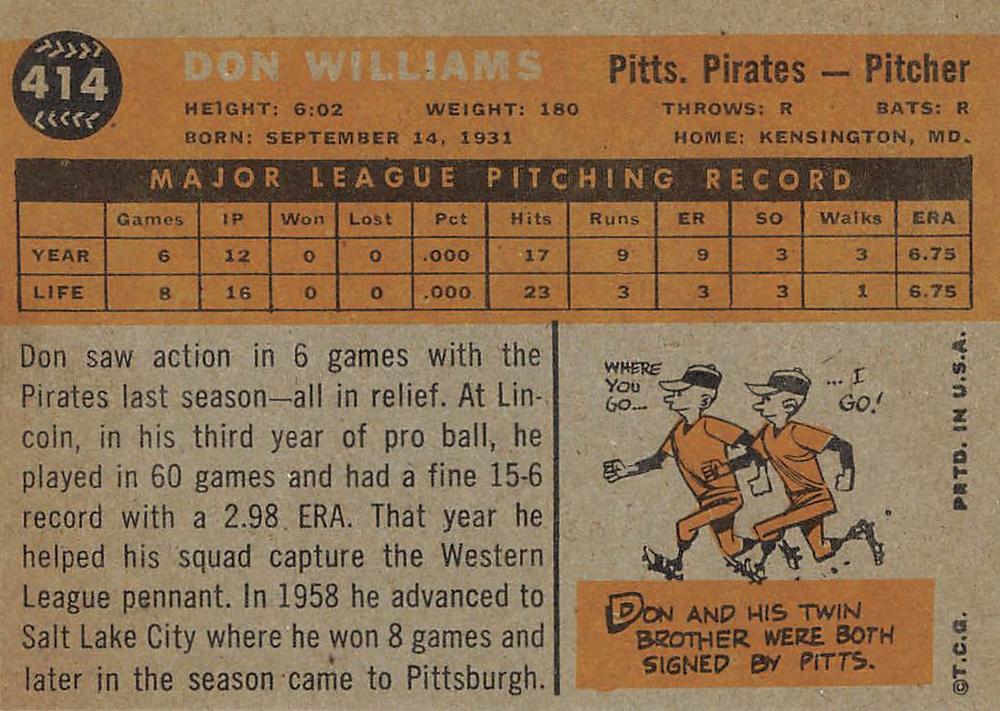 414
DON WILLIAMS
Pitts. Pirates — Pitcher
HEIGHT: 6:02 WEIGHT: 180 THROWS: R BATS: R
BORN: SEPTEMBER 14, 1931 HOME: KENSINGTON, MD.
MAJOR LEAGUE PITCHING RECORD
Games IP Won Lost Pct Hits Runs ER SO Walks ERA
YEAR 6 12 0 0 .000 17 9 9 3 3 6.75
LIFE 8 16 0 0 .000 23 3 3 3 1 6.75
Don saw action in 6 games with the
Pirates last season—all in relief. At Lin-
coln, in his third year of pro ball, he
played in 60 games and had a fine 15-6
record with a 2.98 ERA. That year he
helped his squad capture the Western
League pennant. In 1958 he advanced to
Salt Lake City where he won 8 games and
later in the season came to Pittsburgh.
WHERE
YOU
GO...
... I
GO!
DON AND HIS TWIN
BROTHER WERE BOTH
SIGNED BY PITTS.
©T.C.G. PRTD. IN U.S.A.